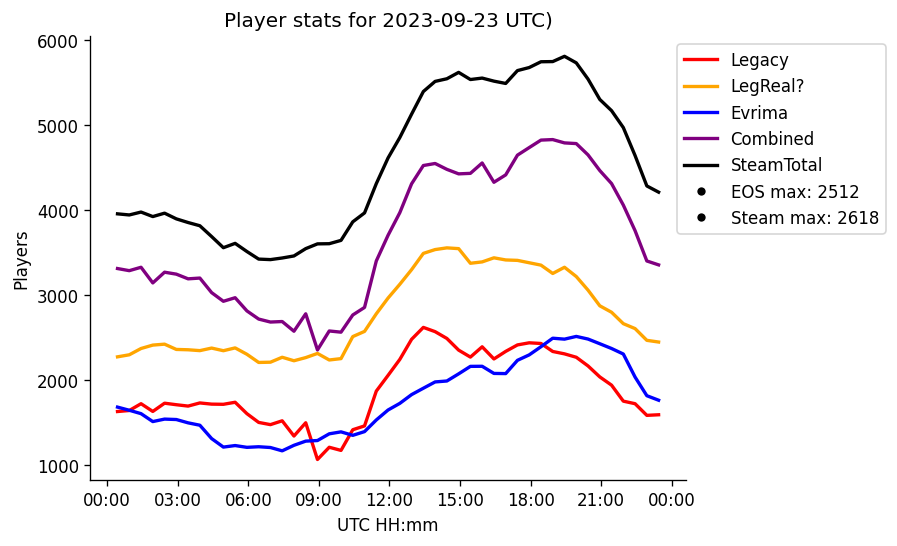 Player stats for 2023-09-23 UTC)
6000
5000
4000
3000
2000
1000
Players
00:00 03:00 06:00 09:00 12:00 15:00 18:00 21:00 00:00
UTC HH:mm
Legacy
LegReal?
Evrima
Combined
SteamTotal
EOS max: 2512
Steam max: 2618